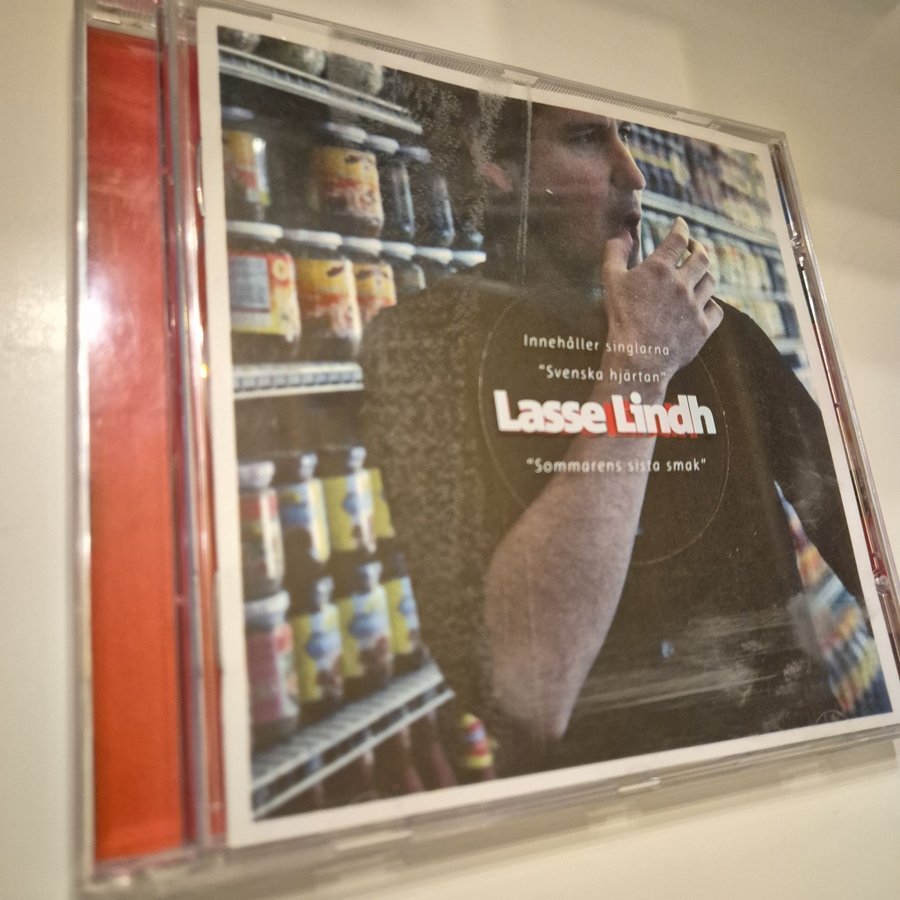 Innehåller singlarna
"Svenska hjärtan"
Lasse Lindh
"Sommarens sista smak"